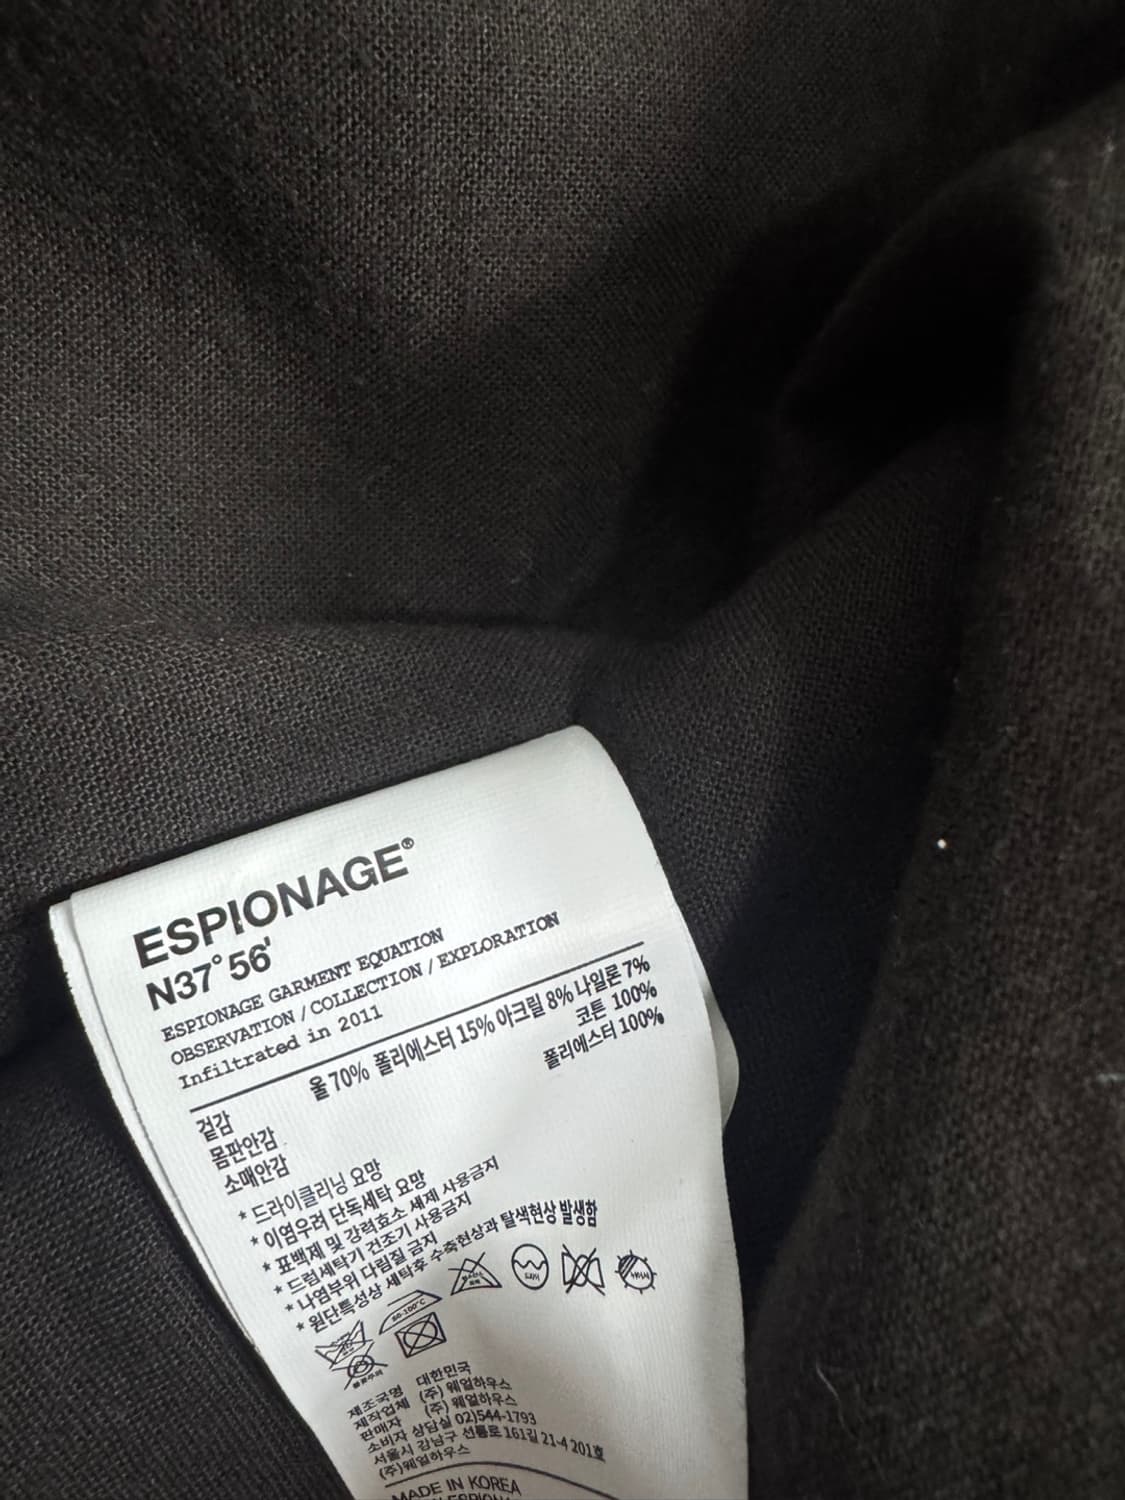 ESPIONAGE®
N37°56'
ESPIONAGE GARMENT EQUATION
OBSERVATION / COLLECTION / EXPLORATION
Infiltrated in 2011
겉감 울 70% 폴리에스터 15% 아크릴 8% 나일론 7%
몸판안감 코튼 100%
소매안감 폴리에스터 100%
* 드라이클리닝 요망
* 이염우려 단독세탁 요망
* 표백제 및 강력효소 세제 사용금지
* 드럼세탁기 건조기 사용금지
* 나염부위 다림질 금지
* 원단특성상 세탁후 수축현상과 탈색현상 발생함
80-100°C
드라이
제조국명 대한민국
제작업체 (주) 웨얼하우스
판매자 (주) 웨얼하우스
소비자 상담실 02)544-1793
서울시 강남구 선릉로 161길 21-4 201호
(주)웨얼하우스
MADE IN KOREA